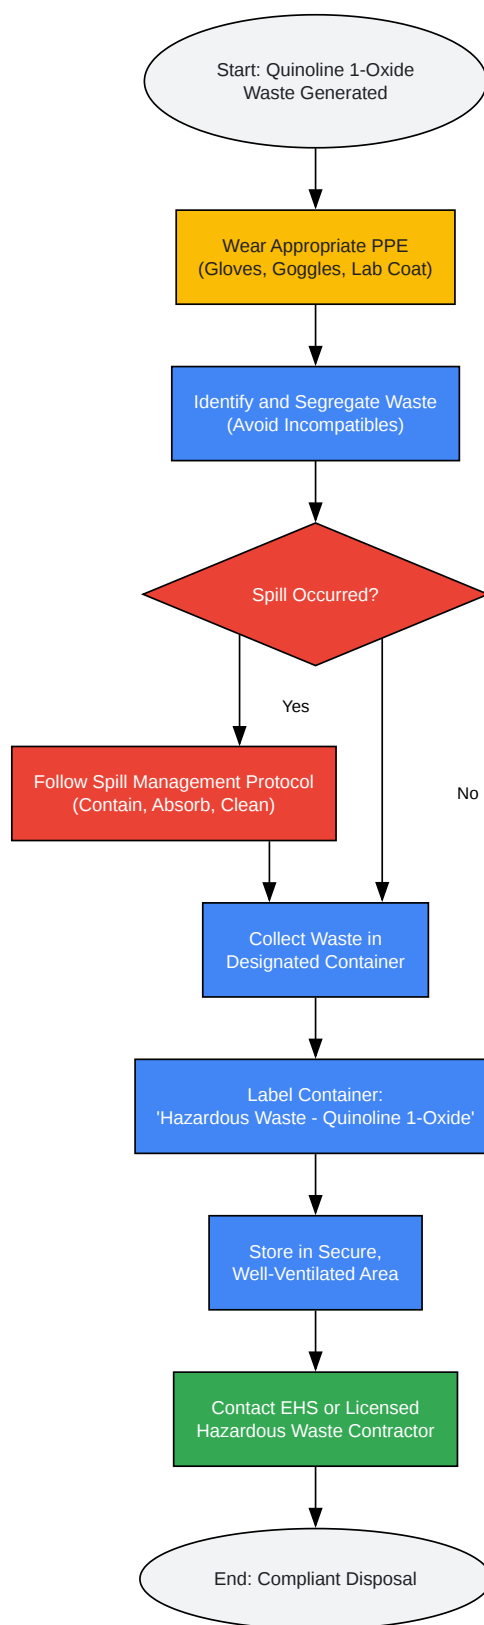 Start: Quinoline 1-Oxide
Waste Generated
Wear Appropriate PPE
(Gloves, Goggles, Lab Coat)
Identify and Segregate Waste
(Avoid Incompatibles)
Spill Occurred?
Yes
Follow Spill Management Protocol
(Contain, Absorb, Clean)
No
Collect Waste in
Designated Container
Label Container:
'Hazardous Waste - Quinoline 1-Oxide'
Store in Secure,
Well-Ventilated Area
Contact EHS or Licensed
Hazardous Waste Contractor
End: Compliant Disposal